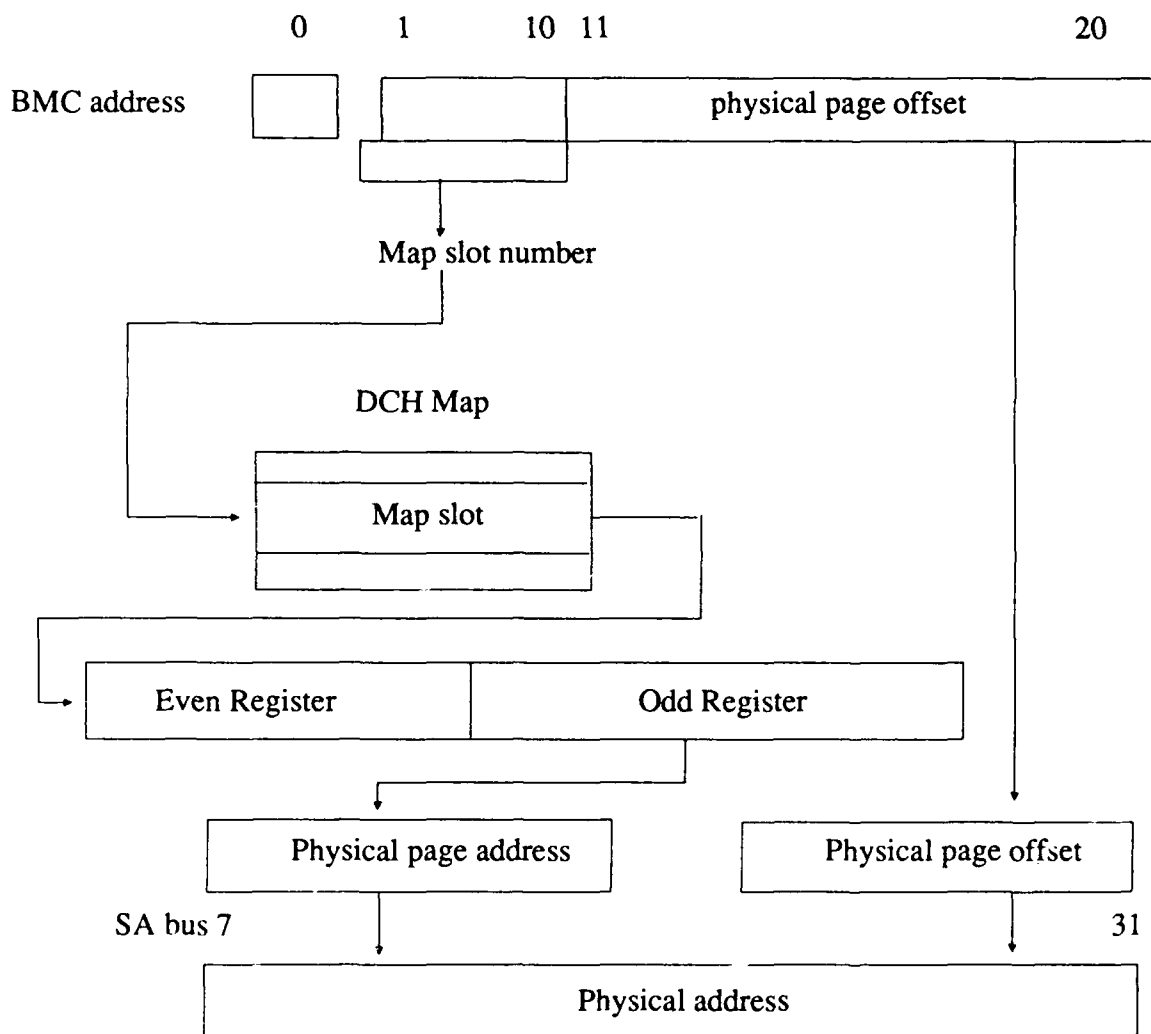 0 1 10 11 20
BMC address
physical page offset
Map slot number
DCH Map
Map slot
Even Register
Odd Register
Physical page address
Physical page offset
SA bus 7
31
Physical address